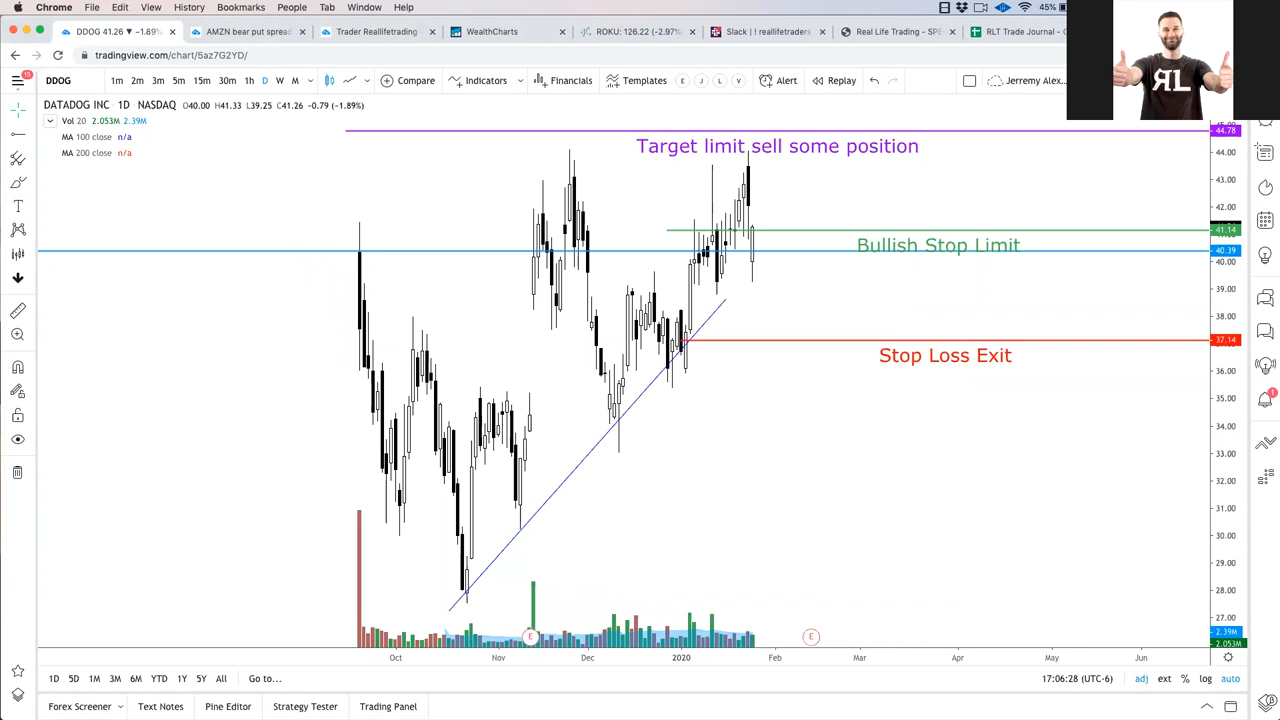 Chrome File Edit View History Bookmarks People Tab Window Help 45%
DDOG 41.26 ▼ −1.89% AMZN bear put spread Trader Reallifetrading - WealthCharts ROKU: 126.22 (-2.97%) Slack | ! reallifetraders Real Life Trading - SPE RLT Trade Journal - G
tradingview.com/chart/5az7G2YD/
15 DDOG 1m 2m 3m 5m 15m 30m 1h D W M Compare Indicators Financials Templates E J L V Alert Replay Jerremy Alex...
ЯL
DATADOG INC · 1D · NASDAQ O40.00 H41.33 L39.25 C41.26 −0.79 (−1.89%)
Vol 20 2.053M 2.39M
MA 100 close n/a
MA 200 close n/a
44.78
Target limit sell some position
44.00
43.00
42.00
41.14
Bullish Stop Limit
40.39
40.00
39.00
38.00
37.14
Stop Loss Exit
36.00
35.00
34.00
33.00
32.00
31.00
30.00
29.00
28.00
27.00
2.39M
2.053M
E E
Oct Nov Dec 2020 Feb Mar Apr May Jun
1D 5D 1M 3M 6M YTD 1Y 5Y All Go to... 17:06:28 (UTC-6) adj ext % log auto
Forex Screener Text Notes Pine Editor Strategy Tester Trading Panel
1